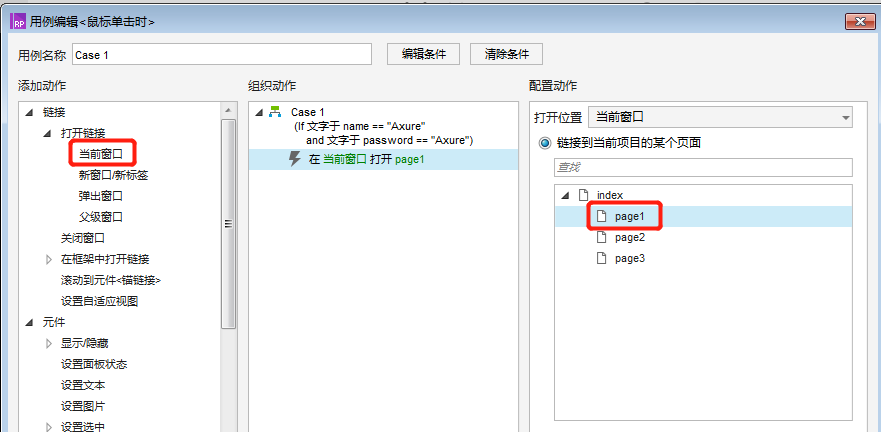 RP 用例编辑<鼠标单击时>
用例名称 Case 1 编辑条件 清除条件
添加动作
链接
打开链接
当前窗口
新窗口/新标签
弹出窗口
父级窗口
关闭窗口
在框架中打开链接
滚动到元件<锚链接>
设置自适应视图
元件
显示/隐藏
设置面板状态
设置文本
设置图片
设置选中
组织动作
Case 1
(If 文字于 name == "Axure"
and 文字于 password == "Axure")
在 当前窗口 打开 page1
配置动作
打开位置 当前窗口
链接到当前项目的某个页面
查找
index
page1
page2
page3